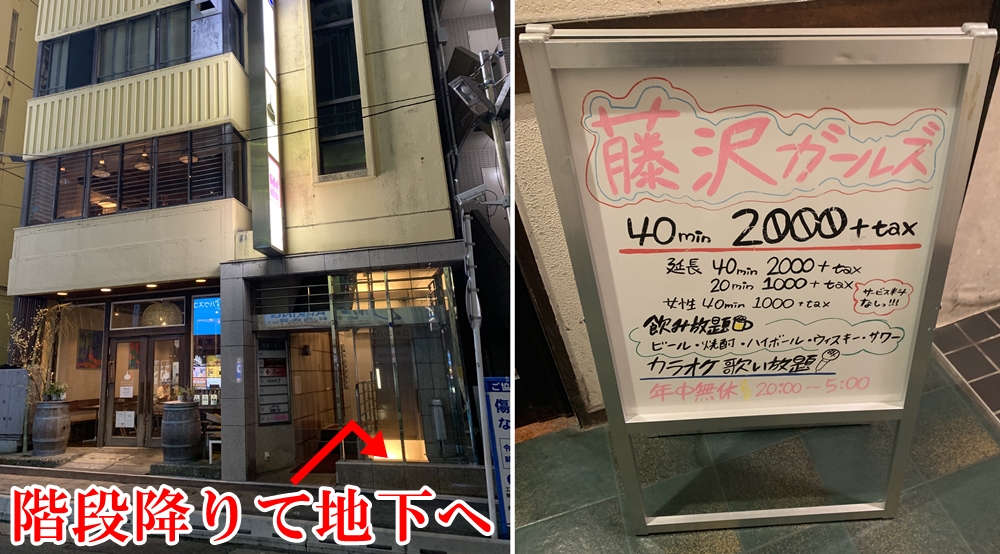 階段降りて地下へ
藤沢ガールズ
40min 2000+tax
延長 40min 2000+tax
20min 1000+tax
女性 40min 1000+tax
サービス料
なし!!!
飲み放題
ビール・焼酎・ハイボール・ウィスキー・サワー
カラオケ歌い放題
年中無休 20:00〜5:00